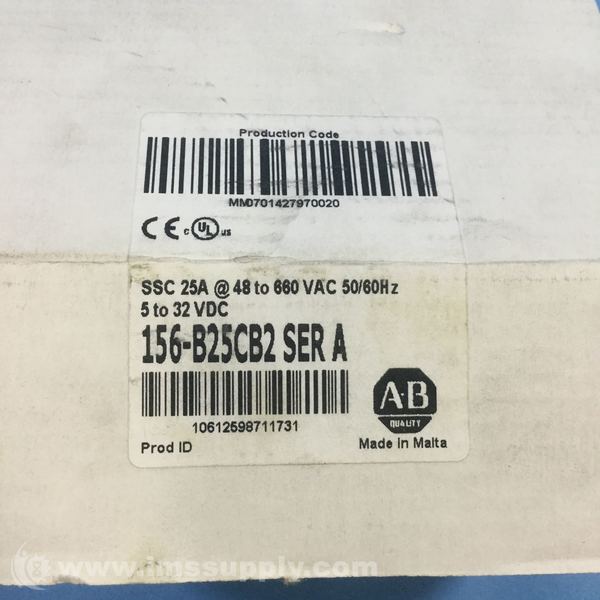 Production Code
MM0701427970020
CE c UL us
SSC 25A @ 48 to 660 VAC 50/60Hz
5 to 32 VDC
156-B25CB2 SER A
10612598711731
A-B
QUALITY
Prod ID
Made in Malta
© www.imssupply.com